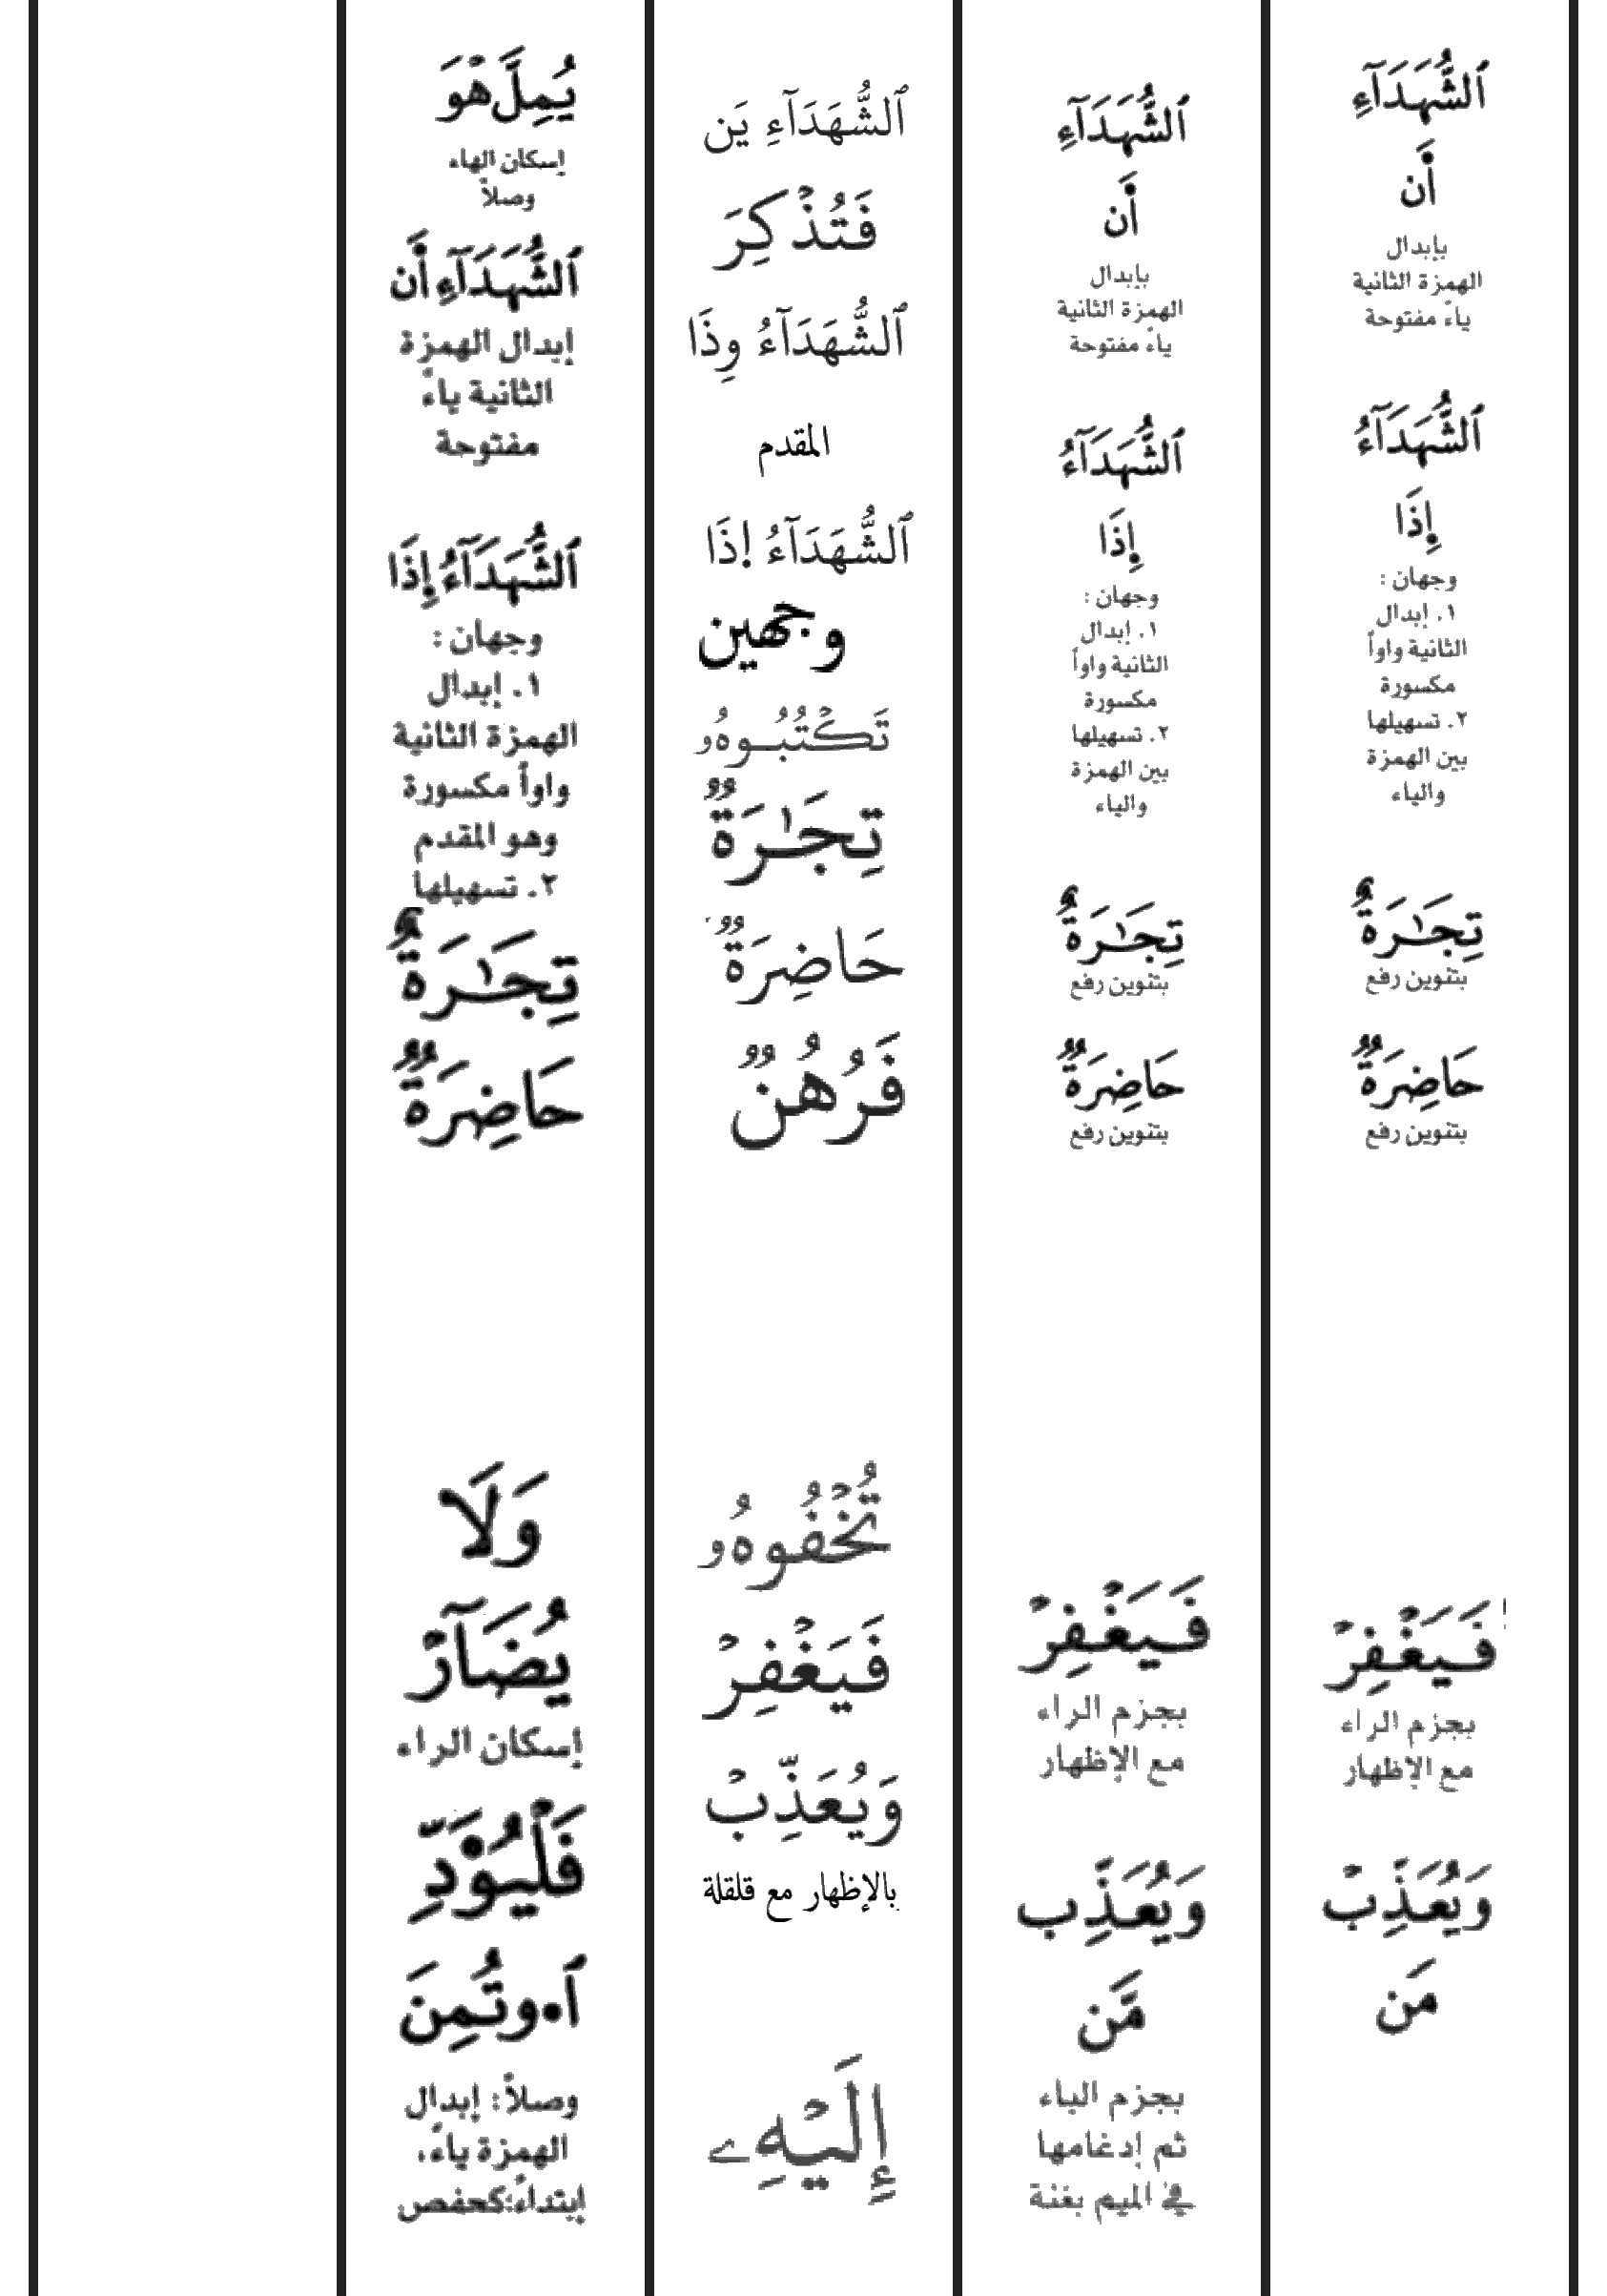 ٱلشُّهَدَآءِ
أَن
بإبدال
الهمزة الثانية
ياءً مفتوحة
ٱلشُّهَدَآءُ
إِذَا
وجهان :
١. إبدال
الثانية واواً
مكسورة
٢. تسهيلها
بين الهمزة
والياء
تِجَـٰرَةٌ
بتنوين رفع
حَاضِرَةٌ
بتنوين رفع
فَيَغْفِرْ
بجزم الراء
مع الإظهار
وَيُعَذِّبْ
مَن
ٱلشُّهَدَآءِ
أَن
بإبدال
الهمزة الثانية
ياءً مفتوحة
ٱلشُّهَدَآءُ
إِذَا
وجهان :
١. إبدال
الثانية واواً
مكسورة
٢. تسهيلها
بين الهمزة
والياء
تِجَـٰرَةٌ
بتنوين رفع
حَاضِرَةٌ
بتنوين رفع
فَيَغْفِرْ
بجزم الراء
مع الإظهار
وَيُعَذِّب
مَّن
بجزم الباء
ثم إدغامها
في الميم بغنة
ٱلشُّهَدَآءِ يَن
فَتُذْكِرَ
ٱلشُّهَدَآءُ وِذَا
المقدم
ٱلشُّهَدَآءُ إذَا
وجهين
تَكْتُبُـوهُۥ
تِجَـٰرَةٌ
حَاضِرَةٌ
فَرُهُنٌ
تُخْفُوهُۥ
فَيَغْفِرْ
وَيُعَذِّبْ
بالإظهار مع قلقلة
إِلَيْهِۦ
يُمِلَّ هْوَ
إسكان الهاء
وصلاً
ٱلشُّهَدَآءِ أَن
إبدال الهمزة
الثانية ياءً
مفتوحة
ٱلشُّهَدَآءُ إِذَا
وجهان :
١. إبدال
الهمزة الثانية
واواً مكسورة
وهو المقدم
٢. تسهيلها
تِجَـٰرَةٌ
حَاضِرَةٌ
وَلَا
يُضَآرْ
إسكان الراء
فَلْيُوَدِّ
ٱ۰وتُمِنَ
وصلاً: إبدال
الهمزة ياءً،
إبتداءً:كحفص